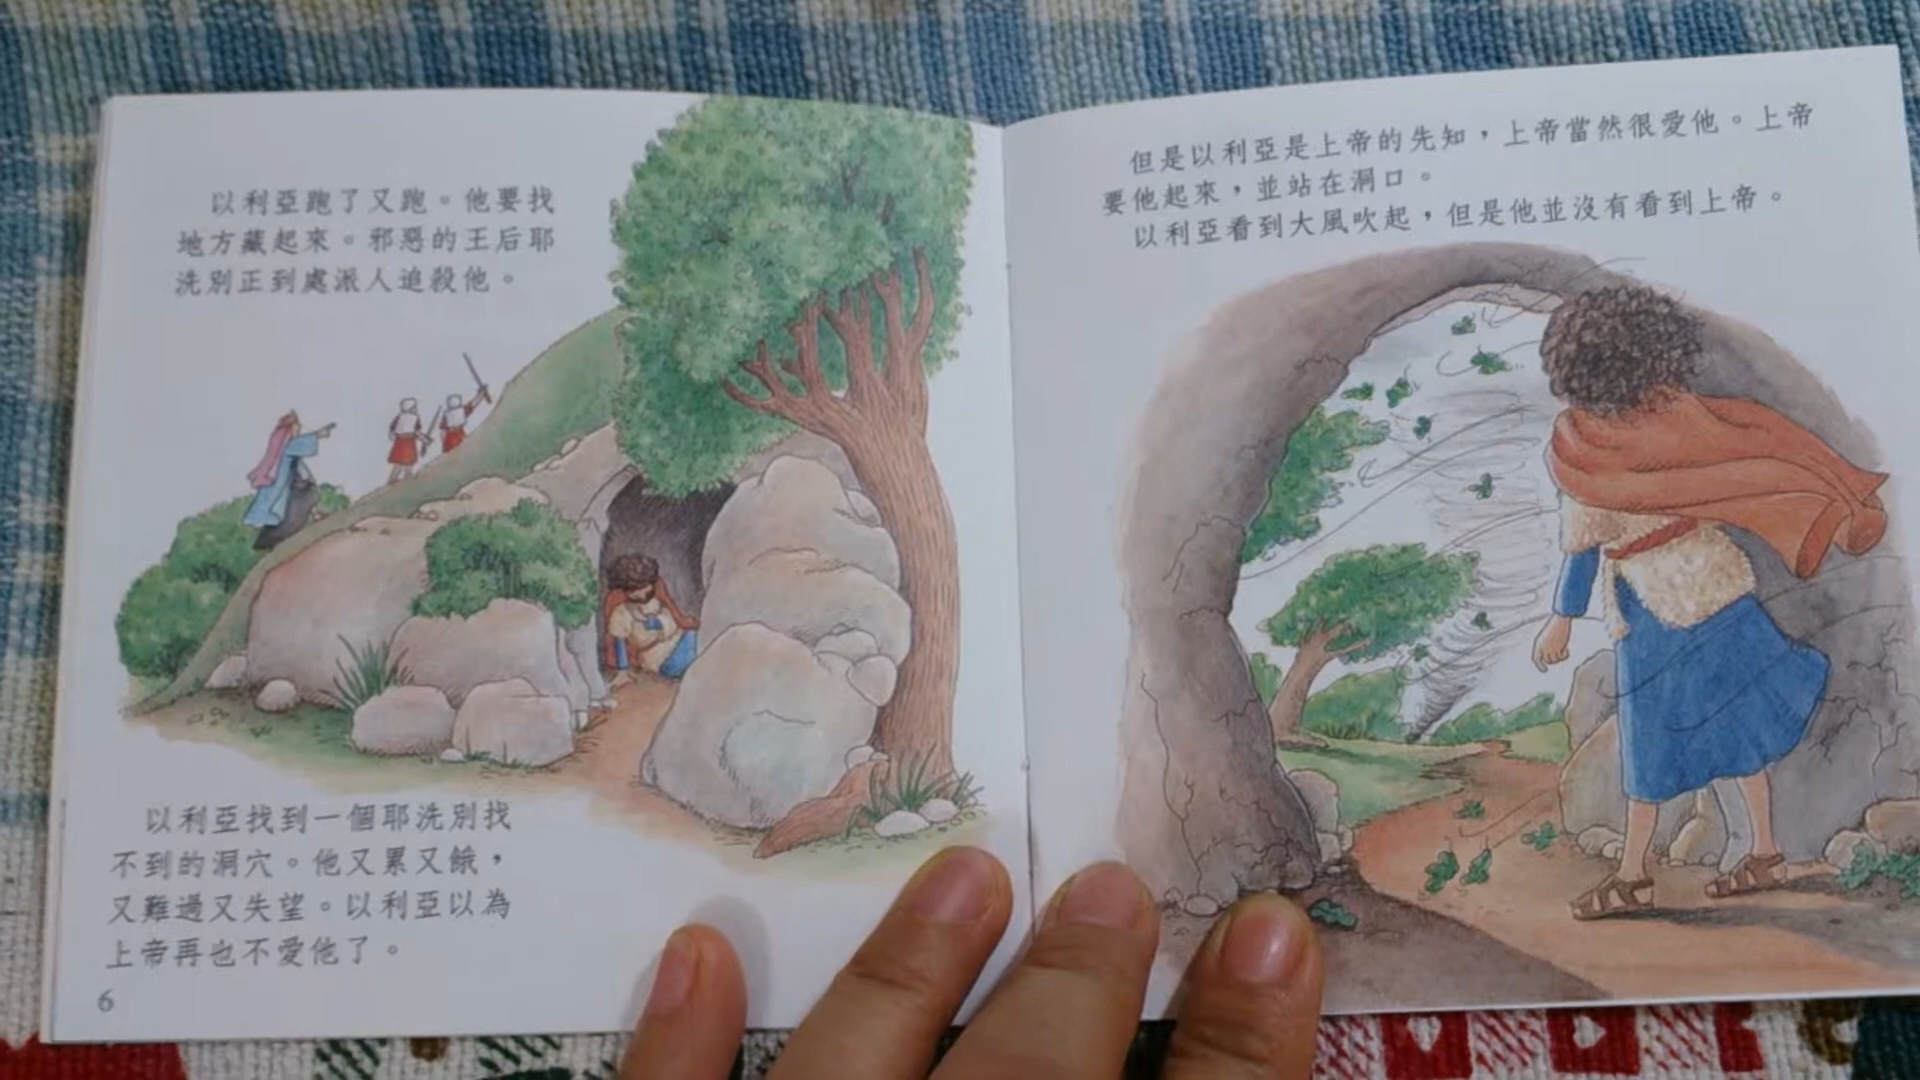 以利亞跑了又跑。他要找
地方藏起來。邪惡的王后耶
洗別正到處派人追殺他。
以利亞找到一個耶洗別找
不到的洞穴。他又累又餓，
又難過又失望。以利亞以為
上帝再也不愛他了。
6
但是以利亞是上帝的先知，上帝當然很愛他。上帝
要他起來，並站在洞口。
以利亞看到大風吹起，但是他並沒有看到上帝。